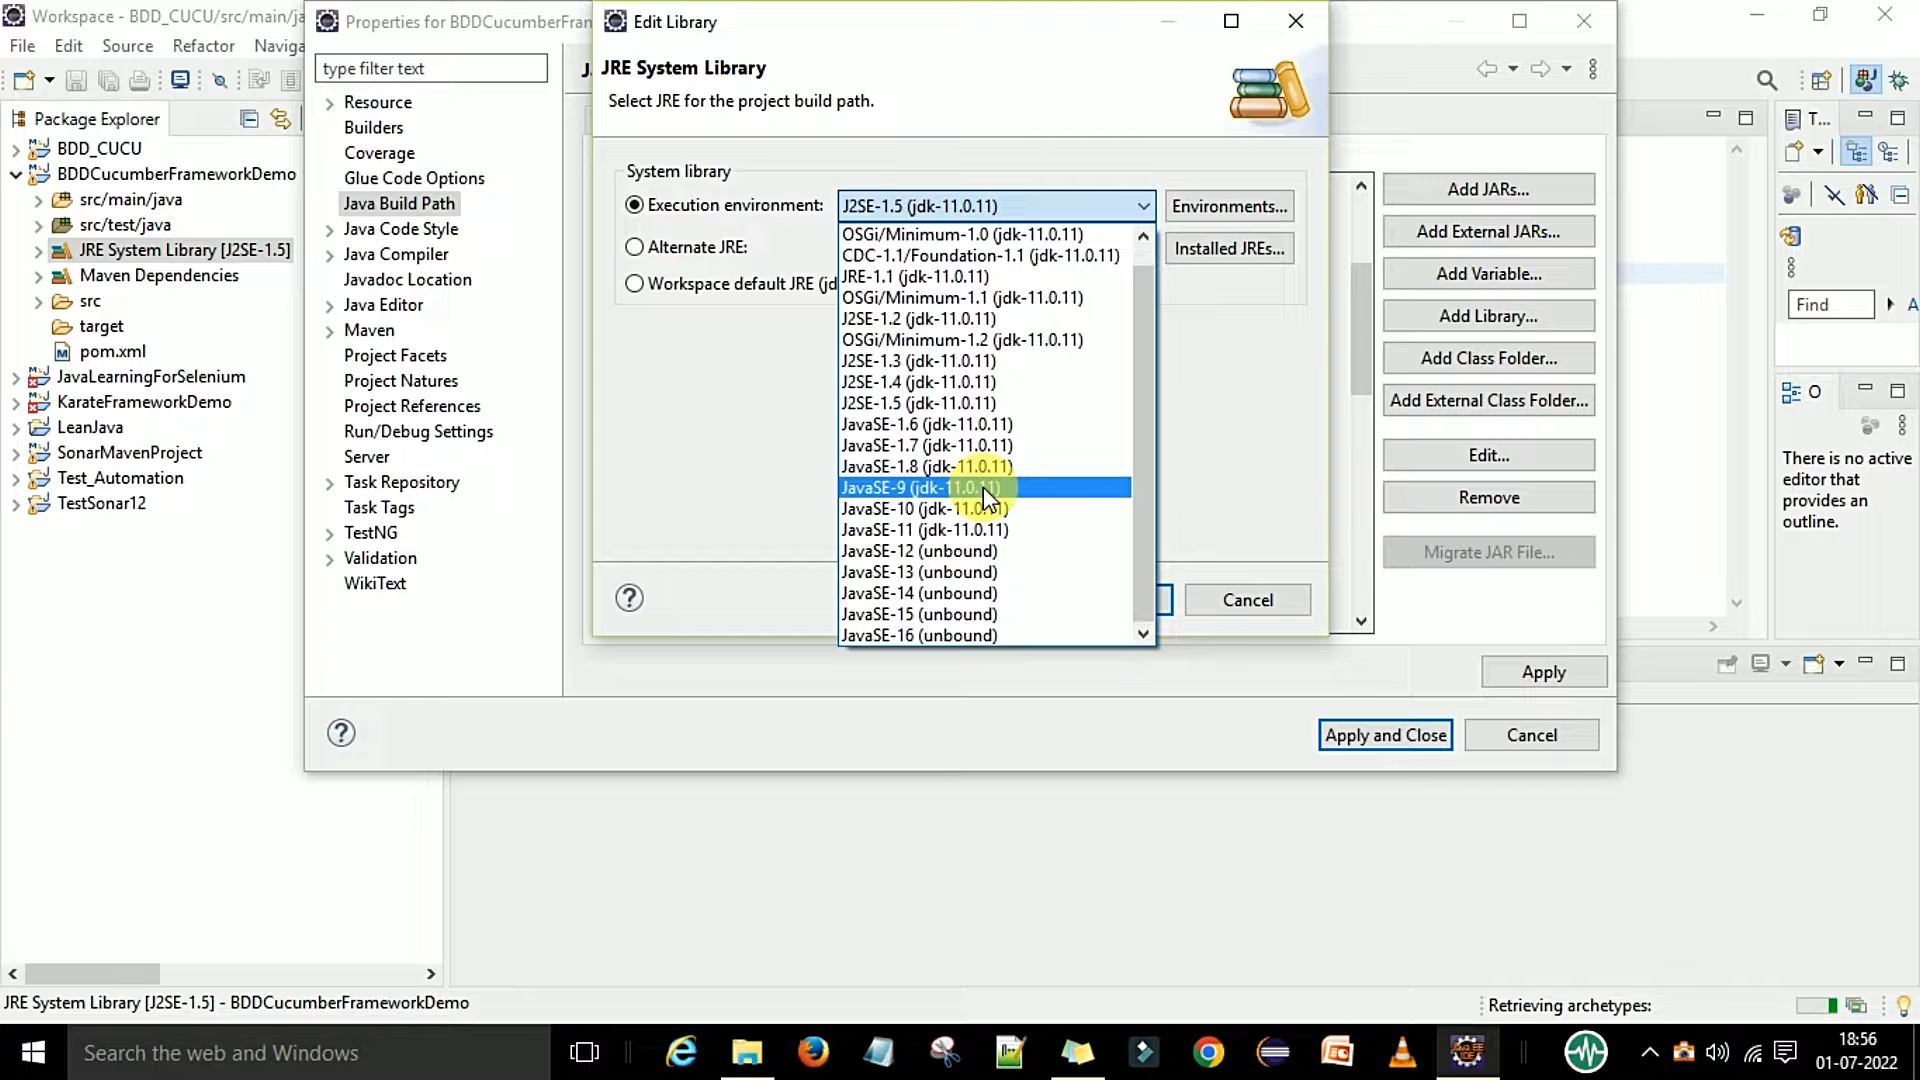 Workspace - BDD_CUCU/src/main/ja
File Edit Source Refactor Naviga
Package Explorer
BDD_CUCU
BDDCucumberFrameworkDemo
src/main/java
src/test/java
JRE System Library [J2SE-1.5]
Maven Dependencies
src
target
pom.xml
JavaLearningForSelenium
KarateFrameworkDemo
LeanJava
SonarMavenProject
Test_Automation
TestSonar12
Properties for BDDCucumberFran
type filter text
Resource
Builders
Coverage
Glue Code Options
Java Build Path
Java Code Style
Java Compiler
Javadoc Location
Java Editor
Maven
Project Facets
Project Natures
Project References
Run/Debug Settings
Server
Task Repository
Task Tags
TestNG
Validation
WikiText
Edit Library
JRE System Library
Select JRE for the project build path.
System library
Execution environment:
J2SE-1.5 (jdk-11.0.11)
Environments...
Alternate JRE:
Installed JREs...
Workspace default JRE (jd
OSGi/Minimum-1.0 (jdk-11.0.11)
CDC-1.1/Foundation-1.1 (jdk-11.0.11)
JRE-1.1 (jdk-11.0.11)
OSGi/Minimum-1.1 (jdk-11.0.11)
J2SE-1.2 (jdk-11.0.11)
OSGi/Minimum-1.2 (jdk-11.0.11)
J2SE-1.3 (jdk-11.0.11)
J2SE-1.4 (jdk-11.0.11)
J2SE-1.5 (jdk-11.0.11)
JavaSE-1.6 (jdk-11.0.11)
JavaSE-1.7 (jdk-11.0.11)
JavaSE-1.8 (jdk-11.0.11)
JavaSE-9 (jdk-11.0.11)
JavaSE-10 (jdk-11.0.11)
JavaSE-11 (jdk-11.0.11)
JavaSE-12 (unbound)
JavaSE-13 (unbound)
JavaSE-14 (unbound)
JavaSE-15 (unbound)
JavaSE-16 (unbound)
Cancel
Add JARs...
Add External JARs...
Add Variable...
Add Library...
Add Class Folder...
Add External Class Folder...
Edit...
Remove
Migrate JAR File...
Apply
Apply and Close
Cancel
T...
Find
A
O
There is no active
editor that
provides an
outline.
JRE System Library [J2SE-1.5] - BDDCucumberFrameworkDemo
Retrieving archetypes:
Search the web and Windows
18:56
01-07-2022